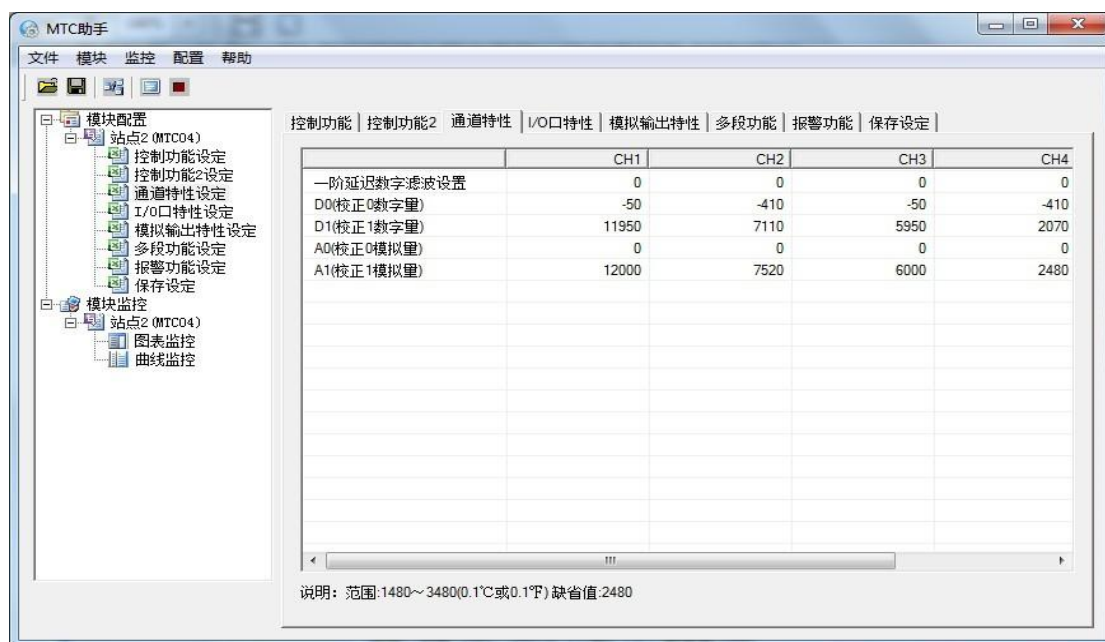 MTC助手
文件 模块 监控 配置 帮助
模块配置
站点2 (MTC04)
控制功能设定
控制功能2设定
通道特性设定
I/O口特性设定
模拟输出特性设定
多段功能设定
报警功能设定
保存设定
模块监控
站点2 (MTC04)
图表监控
曲线监控
控制功能 控制功能2 通道特性 I/O口特性 模拟输出特性 多段功能 报警功能 保存设定
CH1 CH2 CH3 CH4
一阶延迟数字滤波设置 0 0 0 0
D0(校正0数字量) -50 -410 -50 -410
D1(校正1数字量) 11950 7110 5950 2070
A0(校正0模拟量) 0 0 0 0
A1(校正1模拟量) 12000 7520 6000 2480
说明：范围:1480～3480(0.1℃或0.1℉) 缺省值:2480